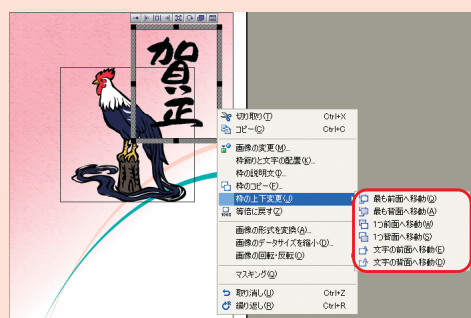 賀正
切り取り(T) Ctrl+X
コピー(C) Ctrl+C
画像の変更(M)...
枠飾りと文字の配置(K)...
枠の説明文(P)...
枠のコピー(F)...
枠の上下変更(J)
等倍に戻す(Z)
画像の形式を変換(A)...
画像のデータサイズを縮小(D)...
画像の回転・反転(O)
マスキング(Q)
取り消し(U) Ctrl+Z
繰り返し(R) Ctrl+R
最も前面へ移動(Q)
最も背面へ移動(A)
1つ前面へ移動(W)
1つ背面へ移動(S)
文字の前面へ移動(E)
文字の背面へ移動(D)